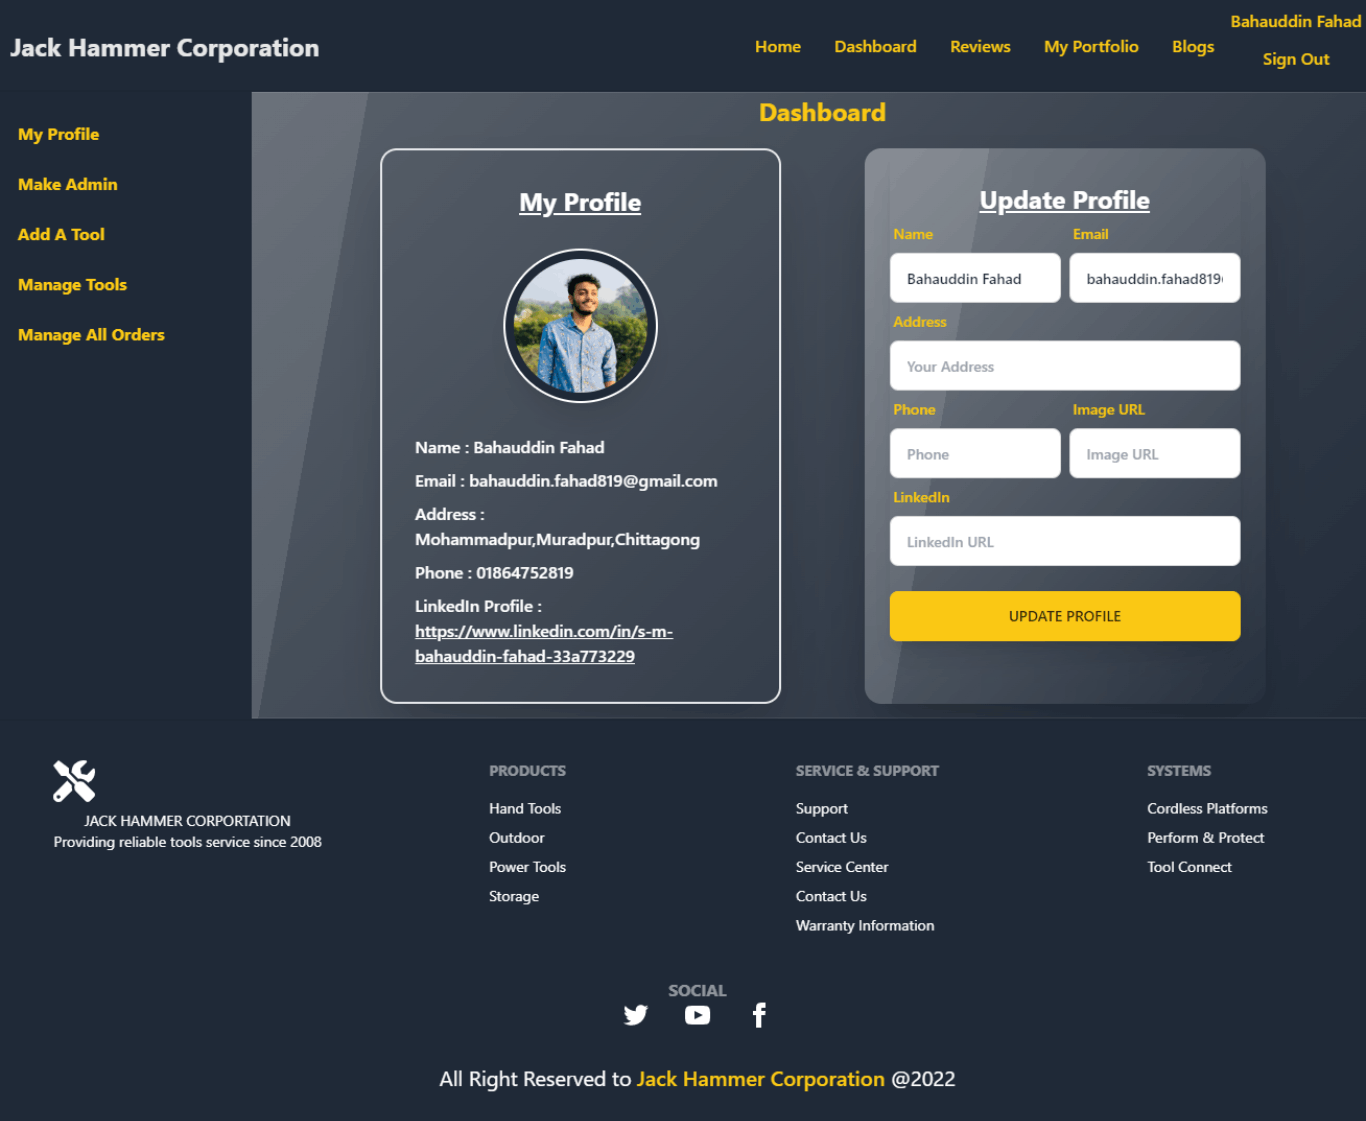 Jack Hammer Corporation
Home
Dashboard
Reviews
My Portfolio
Blogs
Bahauddin Fahad
Sign Out
My Profile
Make Admin
Add A Tool
Manage Tools
Manage All Orders
Dashboard
My Profile
Name : Bahauddin Fahad
Email : bahauddin.fahad819@gmail.com
Address :
Mohammadpur,Muradpur,Chittagong
Phone : 01864752819
LinkedIn Profile :
https://www.linkedin.com/in/s-m-
bahauddin-fahad-33a773229
Update Profile
Name
Email
Bahauddin Fahad
bahauddin.fahad819
Address
Your Address
Phone
Image URL
Phone
Image URL
LinkedIn
LinkedIn URL
UPDATE PROFILE
JACK HAMMER CORPORTATION
Providing reliable tools service since 2008
PRODUCTS
Hand Tools
Outdoor
Power Tools
Storage
SERVICE & SUPPORT
Support
Contact Us
Service Center
Contact Us
Warranty Information
SYSTEMS
Cordless Platforms
Perform & Protect
Tool Connect
SOCIAL
All Right Reserved to Jack Hammer Corporation @2022